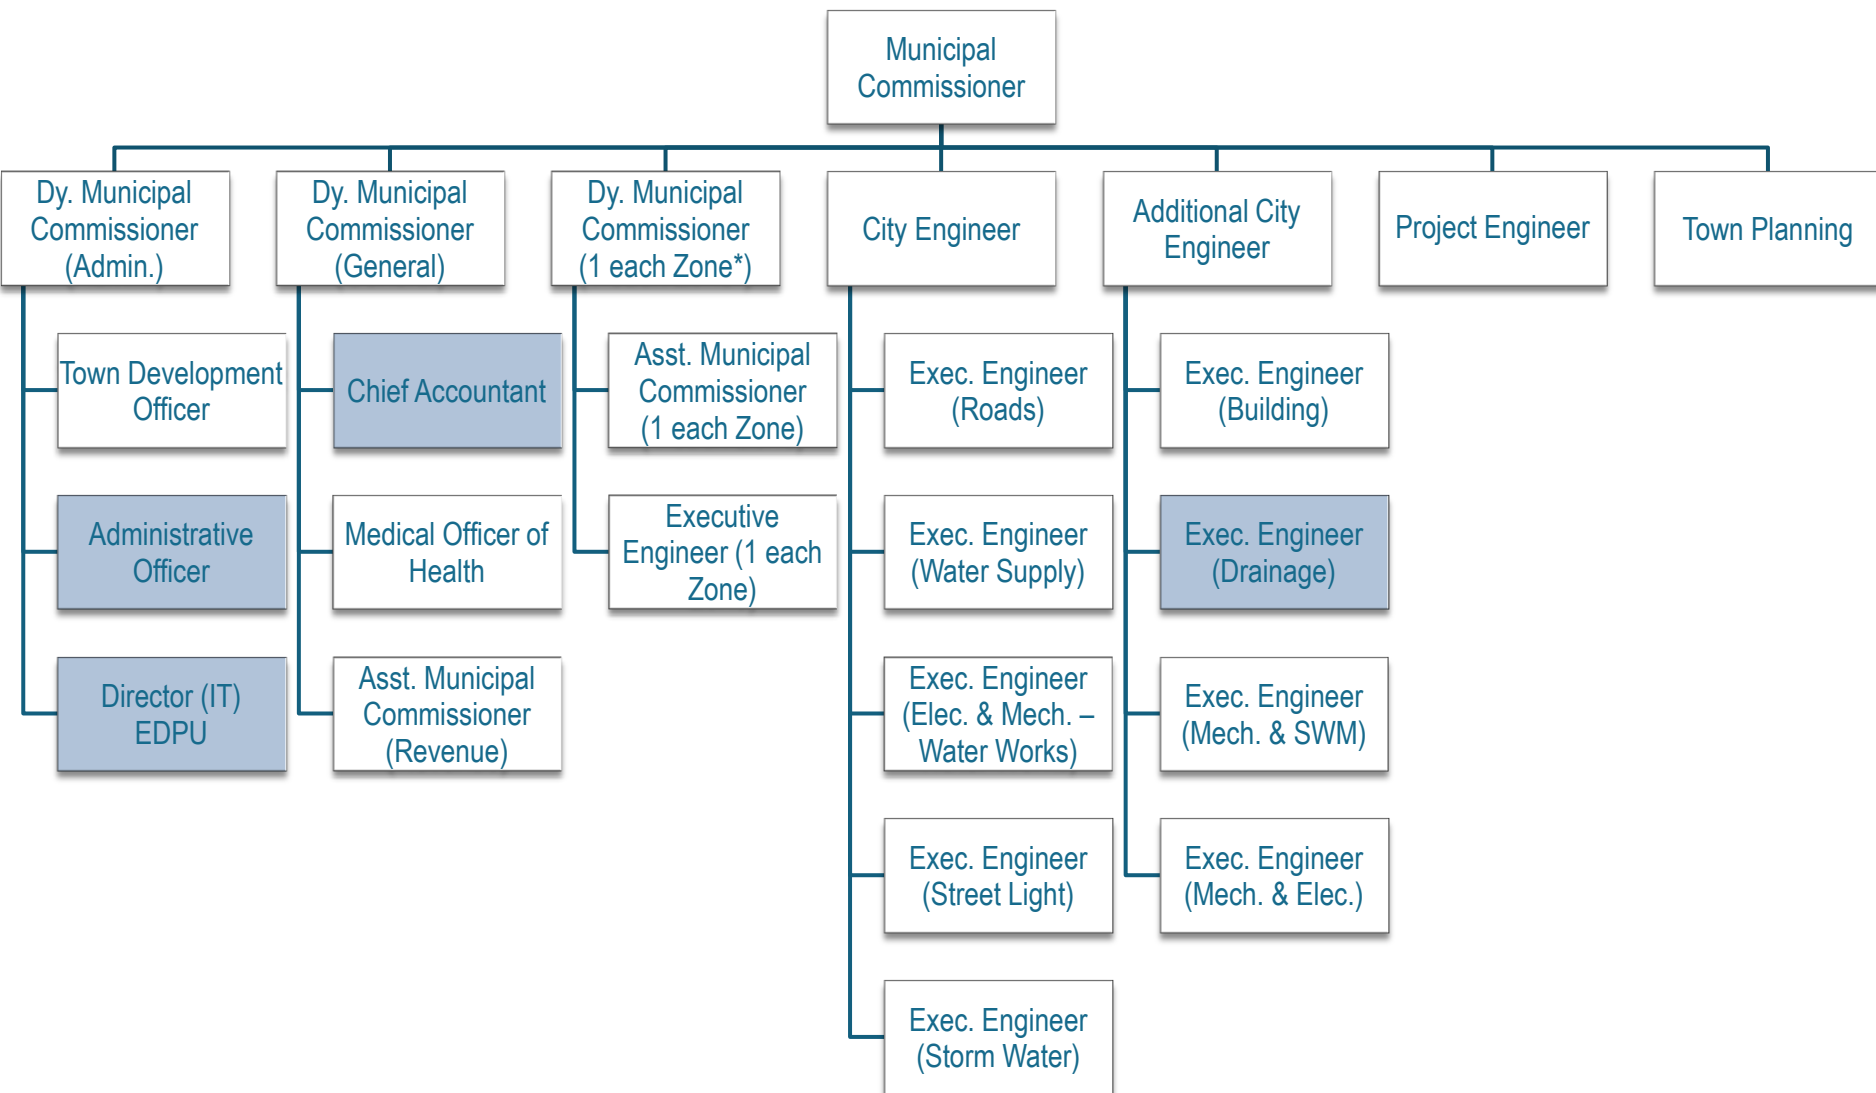 Municipal
Commissioner
Dy. Municipal
Commissioner
(Admin.)
Dy. Municipal
Commissioner
(General)
Dy. Municipal
Commissioner
(1 each Zone*)
City Engineer
Additional City
Engineer
Project Engineer
Town Planning
Town Development
Officer
Administrative
Officer
Director (IT)
EDPU
Chief Accountant
Medical Officer of
Health
Asst. Municipal
Commissioner
(Revenue)
Asst. Municipal
Commissioner
(1 each Zone)
Executive
Engineer (1 each
Zone)
Exec. Engineer
(Roads)
Exec. Engineer
(Water Supply)
Exec. Engineer
(Elec. & Mech. –
Water Works)
Exec. Engineer
(Street Light)
Exec. Engineer
(Storm Water)
Exec. Engineer
(Building)
Exec. Engineer
(Drainage)
Exec. Engineer
(Mech. & SWM)
Exec. Engineer
(Mech. & Elec.)